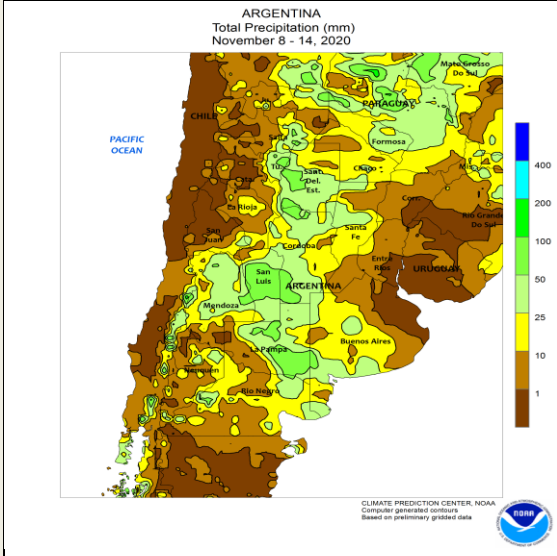 ARGENTINA
Total Precipitation (mm)
November 8 - 14, 2020
Mato Grosso
Do Sul
PARAGUAY
CHILE
PACIFIC
OCEAN
Salta
Formosa
Tu
Sant.
Del.
Est.
Chaco
Mis.
Cata
La Rioja
Corr.
Rio Grande
Do Sul
San
Juan
Santa
Fe
Cordoba
Entre
Rios
URUGUAY
San
Luis
ARGENTINA
Mendoza
Buenos Aires
La Pampa
Neuquen
Rio Negro
400
200
100
50
25
10
1
CLIMATE PREDICTION CENTER, NOAA
Computer generated contours
Based on preliminary gridded data
NOAA